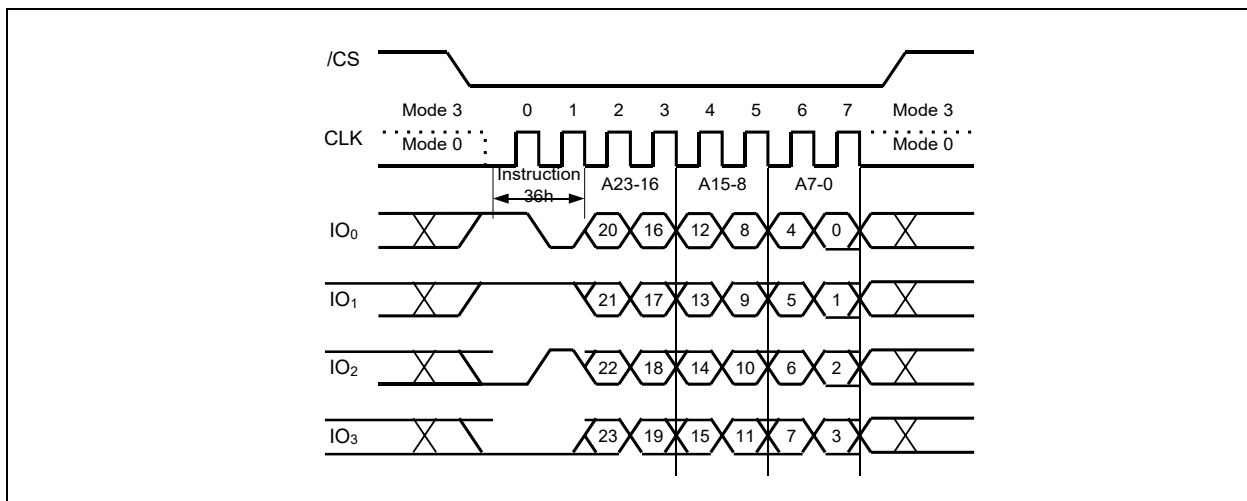 /CS
Mode 3 0 1 2 3 4 5 6 7 Mode 3
CLK
Mode 0 Mode 0
Instruction
36h
A23-16 A15-8 A7-0
IO0 20 16 12 8 4 0
IO1 21 17 13 9 5 1
IO2 22 18 14 10 6 2
IO3 23 19 15 11 7 3